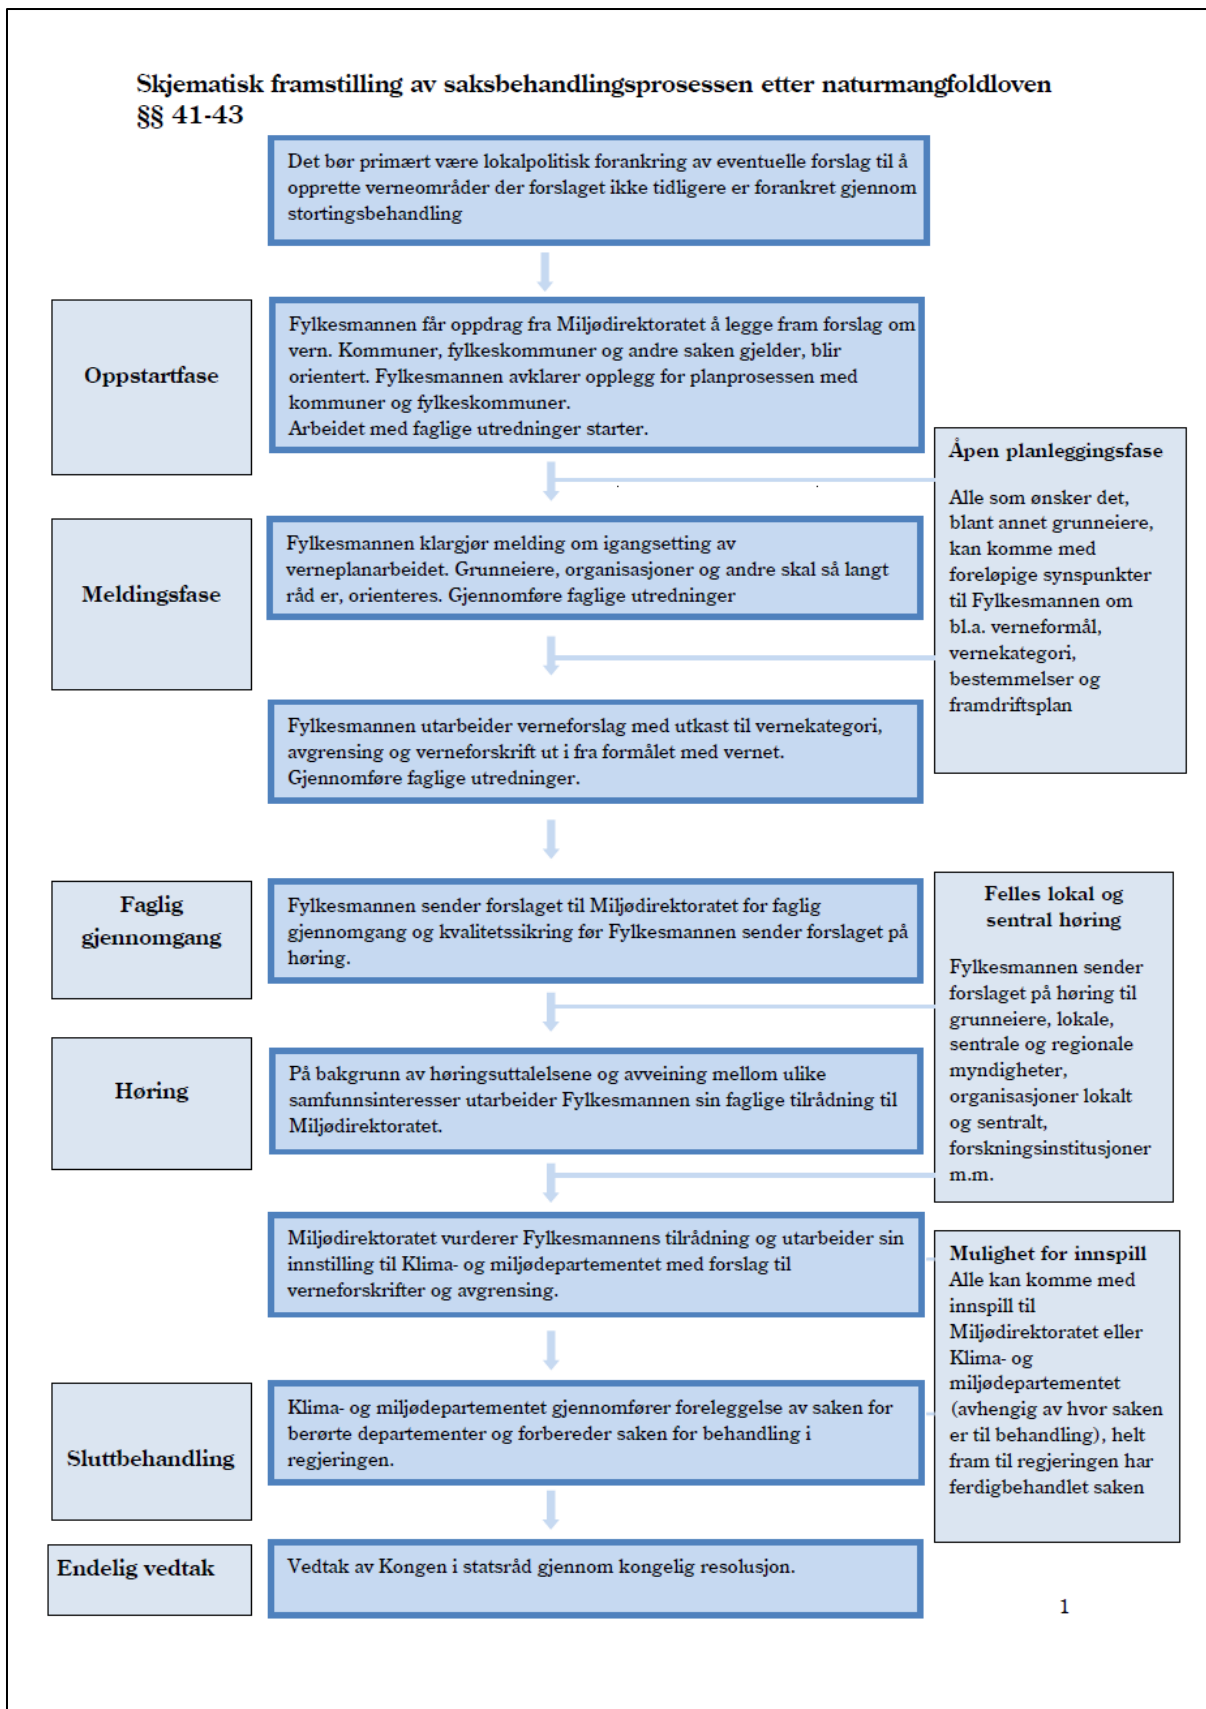 Skjematisk framstilling av saksbehandlingsprosessen etter naturmangfoldloven
§§ 41-43
Det bør primært være lokalpolitisk forankring av eventuelle forslag til å
opprette verneområder der forslaget ikke tidligere er forankret gjennom
stortingsbehandling
Oppstartfase
Fylkesmannen får oppdrag fra Miljødirektoratet å legge fram forslag om
vern. Kommuner, fylkeskommuner og andre saken gjelder, blir
orientert. Fylkesmannen avklarer opplegg for planprosessen med
kommuner og fylkeskommuner.
Arbeidet med faglige utredninger starter.
Åpen planleggingsfase
Alle som ønsker det,
blant annet grunneiere,
kan komme med
foreløpige synspunkter
til Fylkesmannen om
bl.a. verneformål,
vernekategori,
bestemmelser og
framdriftsplan
Meldingsfase
Fylkesmannen klargjør melding om igangsetting av
verneplanarbeidet. Grunneiere, organisasjoner og andre skal så langt
råd er, orienteres. Gjennomføre faglige utredninger
Fylkesmannen utarbeider verneforslag med utkast til vernekategori,
avgrensing og verneforskrift ut i fra formålet med vernet.
Gjennomføre faglige utredninger.
Faglig
gjennomgang
Fylkesmannen sender forslaget til Miljødirektoratet for faglig
gjennomgang og kvalitetssikring før Fylkesmannen sender forslaget på
høring.
Felles lokal og
sentral høring
Fylkesmannen sender
forslaget på høring til
grunneiere, lokale,
sentrale og regionale
myndigheter,
organisasjoner lokalt
og sentralt,
forskningsinstitusjoner
m.m.
Høring
På bakgrunn av høringsuttalelsene og avveining mellom ulike
samfunnsinteresser utarbeider Fylkesmannen sin faglige tilrådning til
Miljødirektoratet.
Miljødirektoratet vurderer Fylkesmannens tilrådning og utarbeider sin
innstilling til Klima- og miljødepartementet med forslag til
verneforskrifter og avgrensing.
Mulighet for innspill
Alle kan komme med
innspill til
Miljødirektoratet eller
Klima- og
miljødepartementet
(avhengig av hvor saken
er til behandling), helt
fram til regjeringen har
ferdigbehandlet saken
Sluttbehandling
Klima- og miljødepartementet gjennomfører foreleggelse av saken for
berørte departementer og forbereder saken for behandling i
regjeringen.
Endelig vedtak
Vedtak av Kongen i statsråd gjennom kongelig resolusjon.
1